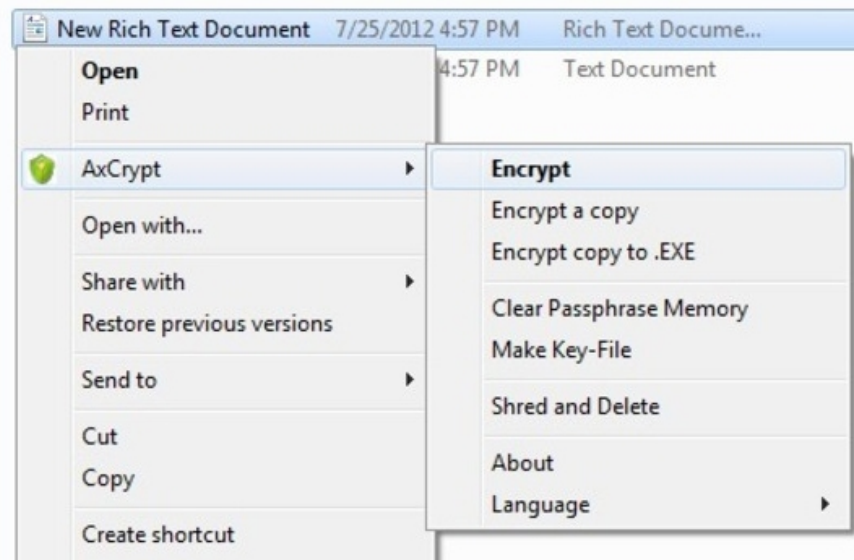 New Rich Text Document 7/25/2012 4:57 PM Rich Text Docume...
4:57 PM Text Document
Open
Print
AxCrypt
Open with...
Share with
Restore previous versions
Send to
Cut
Copy
Create shortcut
Encrypt
Encrypt a copy
Encrypt copy to .EXE
Clear Passphrase Memory
Make Key-File
Shred and Delete
About
Language